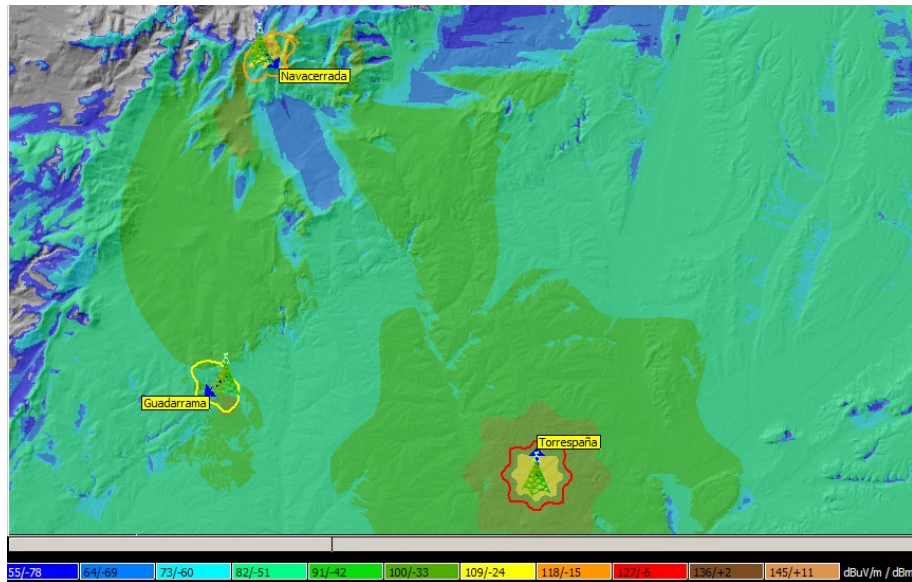 Navacerrada
Guadarrama
Torrespaña
55/-78 64/-69 73/-60 82/-51 91/-42 100/-33 109/-24 118/-15 127/-6 136/+2 145/+11 dBuV/m / dBm